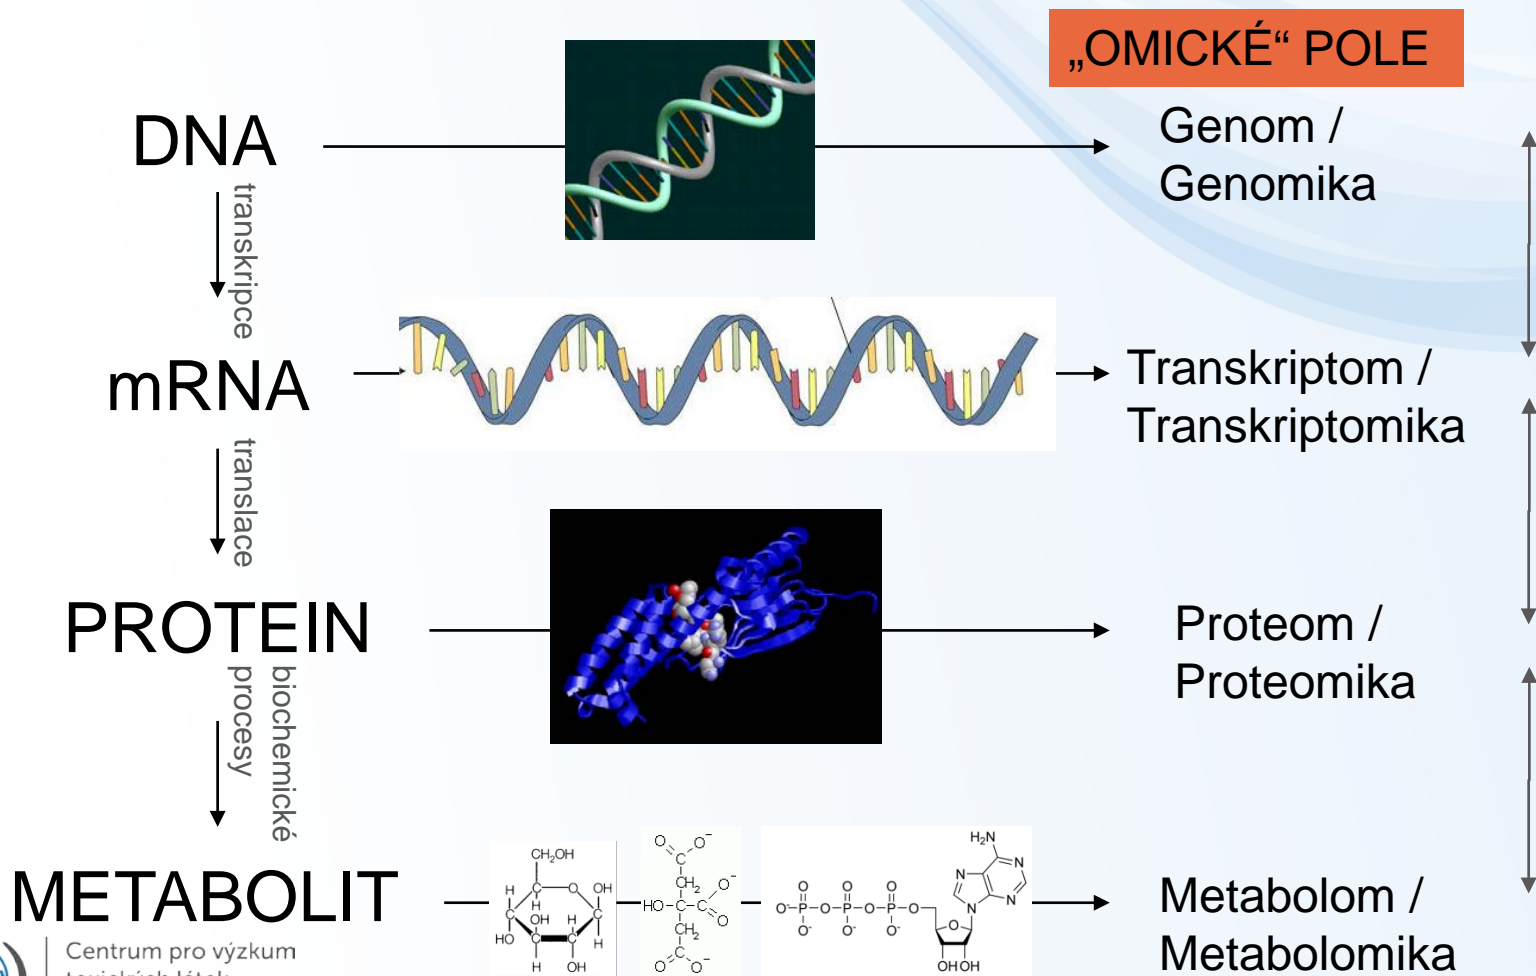 „OMICKÉ“ POLE
DNA
Genom /
Genomika
transkripce
mRNA
Transkriptom /
Transkriptomika
translace
PROTEIN
Proteom /
Proteomika
biochemické
procesy
METABOLIT
CH₂OH
H
O
OH
H
C
C
OH
H
C
C
HO
C
C
H
H
OH
O
O⁻
C
CH₂
O⁻
HO-C-C
O
CH₂
C
O
O⁻
H₂N
N
N
N
N
O
O
O
O⁻-P-O-P-O-P-O
O⁻
O⁻
O⁻
O
OH
OH
Metabolom /
Metabolomika
Centrum pro výzkum